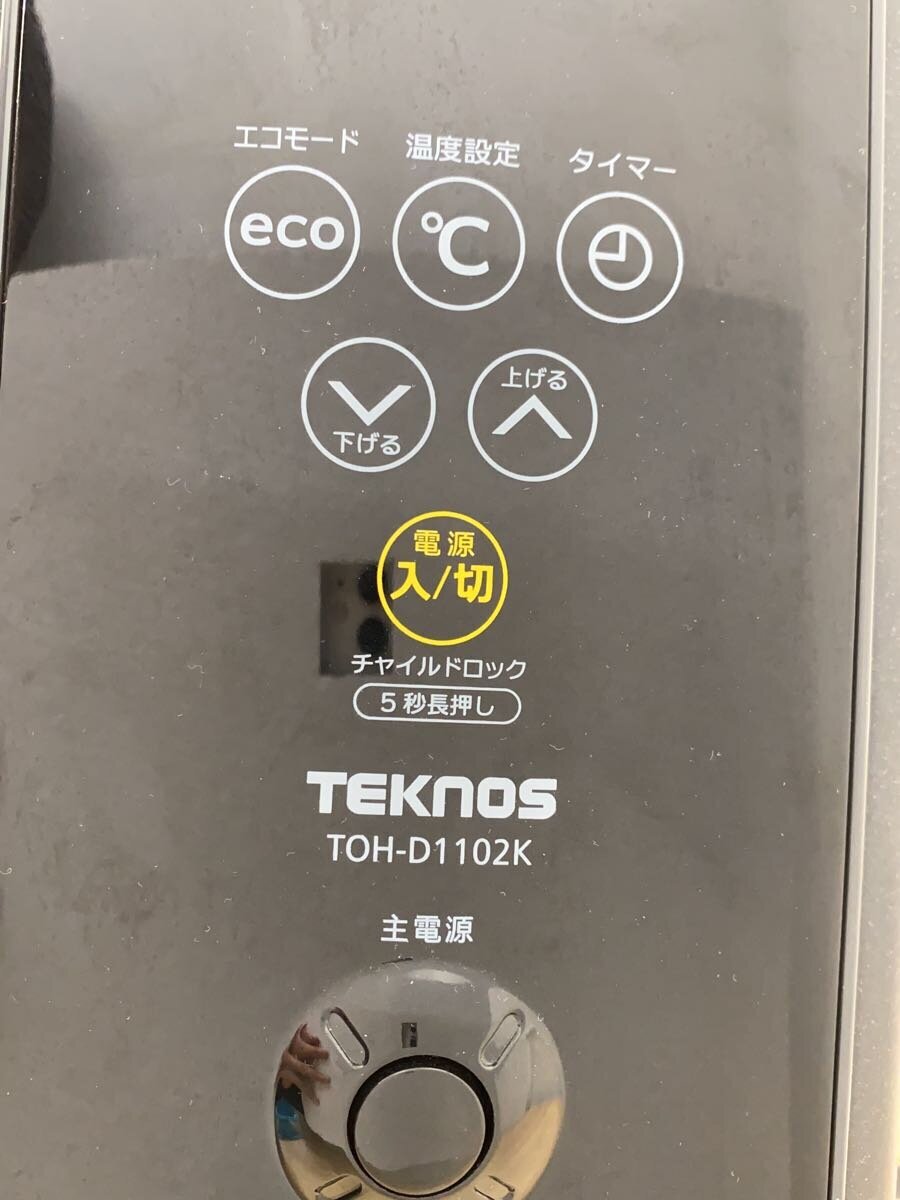 エコモード 温度設定 タイマー
eco ℃
上げる
下げる
電源
入/切
チャイルドロック
5秒長押し
TEKNOS
TOH-D1102K
主電源